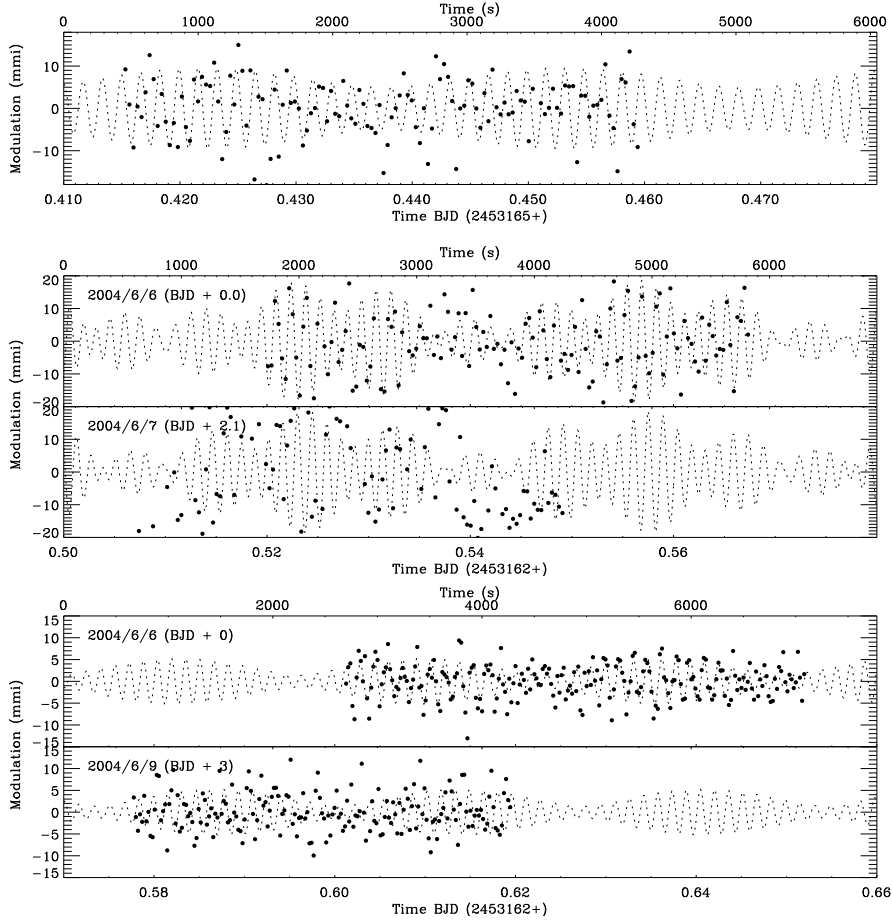 Time (s)
0 1000 2000 3000 4000 5000 6000
10
0
-10
Modulation (mmi)
0.410 0.420 0.430 0.440 0.450 0.460 0.470
Time BJD (2453165+)
Time (s)
0 1000 2000 3000 4000 5000 6000
20
2004/6/6 (BJD + 0.0)
10
0
-10
-20
Modulation (mmi)
20
2004/6/7 (BJD + 2.1)
10
0
-10
-20
0.50 0.52 0.54 0.56
Time BJD (2453162+)
Time (s)
0 2000 4000 6000
15
2004/6/6 (BJD + 0)
10
5
0
-5
-10
-15
Modulation (mmi)
15
2004/6/9 (BJD + 3)
10
5
0
-5
-10
-15
0.58 0.60 0.62 0.64 0.66
Time BJD (2453162+)